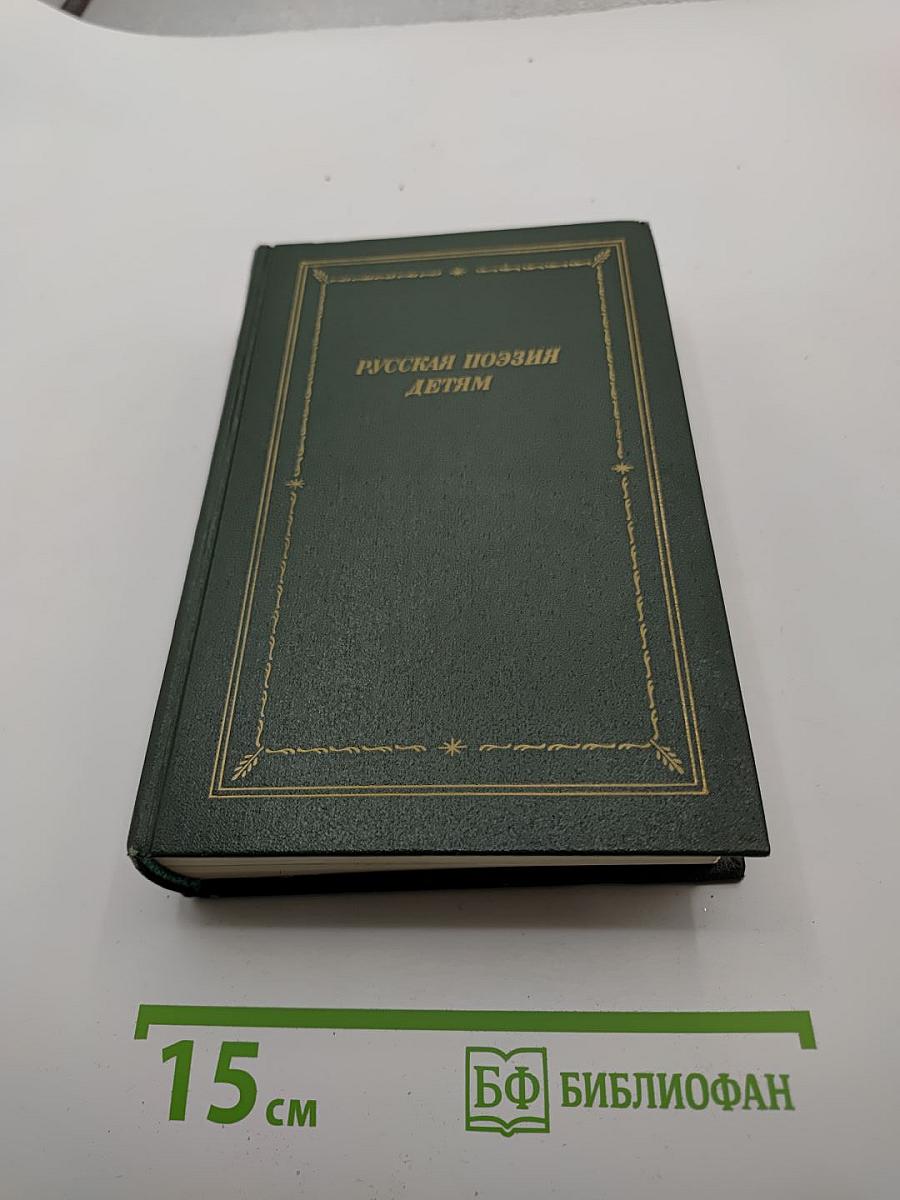 РУССКАЯ ПОЭЗИЯ
ДЕТЯМ
15 см
БФ БИБЛИОФАН